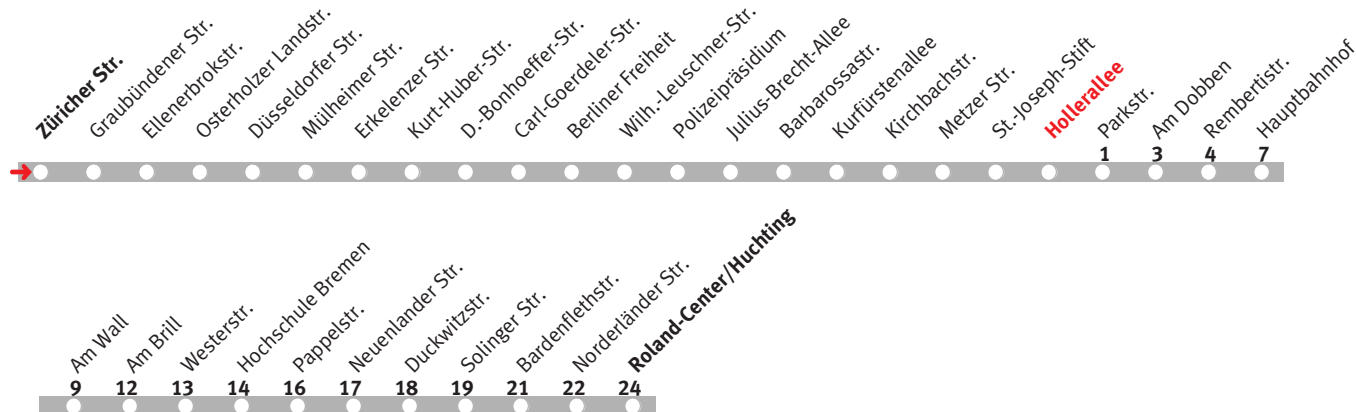 Züricher Str.
Graubündener Str.
Ellenerbrokstr.
Osterholzer Landstr.
Düsseldorfer Str.
Mülheimer Str.
Erkelenzer Str.
Kurt-Huber-Str.
D.-Bonhoeffer-Str.
Carl-Goerdeler-Str.
Berliner Freiheit
Wilh.-Leuschner-Str.
Polizeipräsidium
Julius-Brecht-Allee
Barbarossastr.
Kurfürstenallee
Kirchbachstr.
Metzer Str.
St.-Joseph-Stift
Hollerallee
Parkstr.
Am Dobben
Rembertistr.
Hauptbahnhof
1 3 4 7
Am Wall
Am Brill
Westerstr.
Hochschule Bremen
Pappelstr.
Neuenlander Str.
Duckwitzstr.
Solinger Str.
Bardenflethstr.
Norderländer Str.
Roland-Center/Huchting
9 12 13 14 16 17 18 19 21 22 24